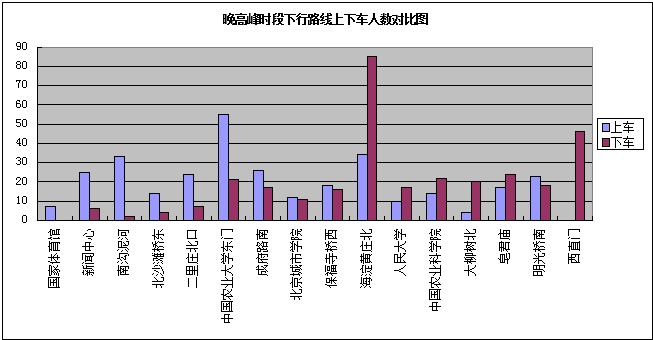 晚高峰时段下行路线上下车人数对比图
90
80
70
60
50
40
30
20
10
0
上车
下车
国家体育馆
新闻中心
南沟泥河
北沙滩桥东
二里庄北口
中国农业大学东门
成府路南
北京城市学院
保福寺桥西
海淀黄庄北
人民大学
中国农业科学院
大柳树北
皂君庙
明光桥南
西直门